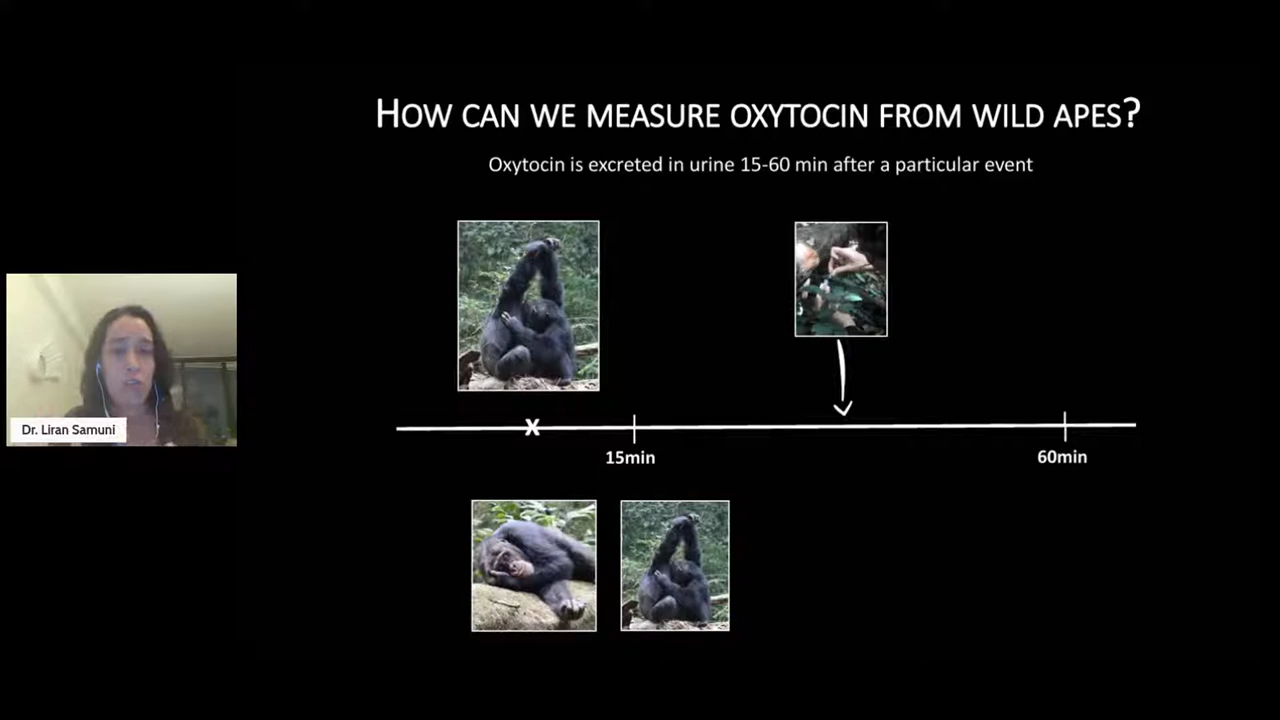 HOW CAN WE MEASURE OXYTOCIN FROM WILD APES?
Oxytocin is excreted in urine 15-60 min after a particular event
Dr. Liran Samuni
X
15min
60min